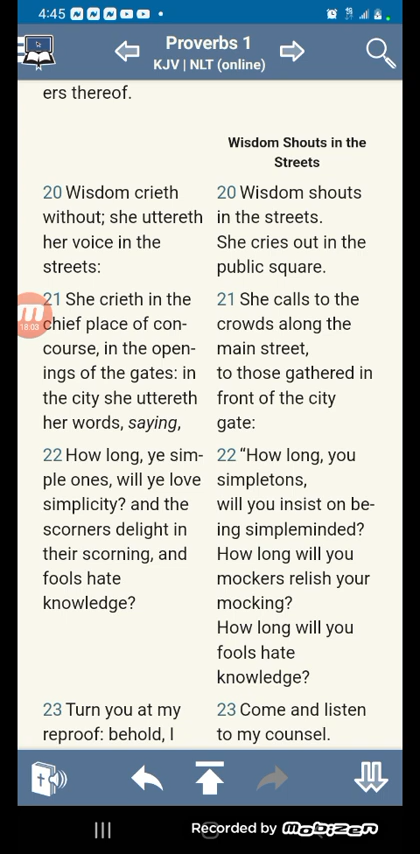 4:45
Proverbs 1
KJV | NLT (online)
ers thereof.
Wisdom Shouts in the
Streets
20 Wisdom crieth
without; she uttereth
her voice in the
streets:
20 Wisdom shouts
in the streets.
She cries out in the
public square.
21 She crieth in the
chief place of con-
course, in the open-
ings of the gates: in
the city she uttereth
her words, saying,
21 She calls to the
crowds along the
main street,
to those gathered in
front of the city
gate:
22 How long, ye sim-
ple ones, will ye love
simplicity? and the
scorners delight in
their scorning, and
fools hate
knowledge?
22 “How long, you
simpletons,
will you insist on be-
ing simpleminded?
How long will you
mockers relish your
mocking?
How long will you
fools hate
knowledge?
23 Turn you at my
reproof: behold, I
23 Come and listen
to my counsel.
m
18:03
Recorded by mobizen